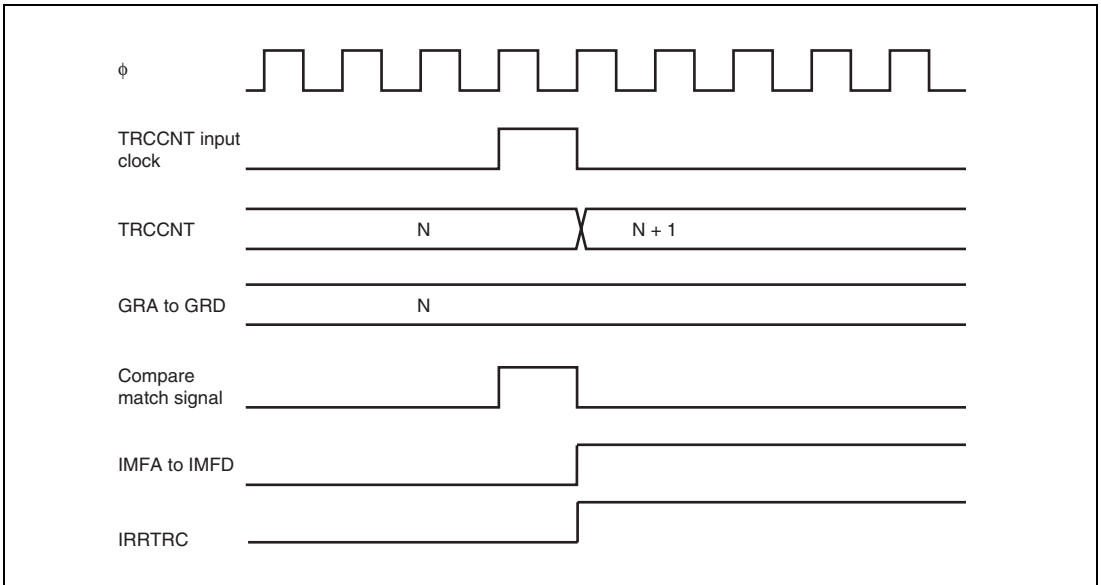 ϕ
TRCCNT input
clock
TRCCNT
N
N + 1
GRA to GRD
N
Compare
match signal
IMFA to IMFD
IRRTRC